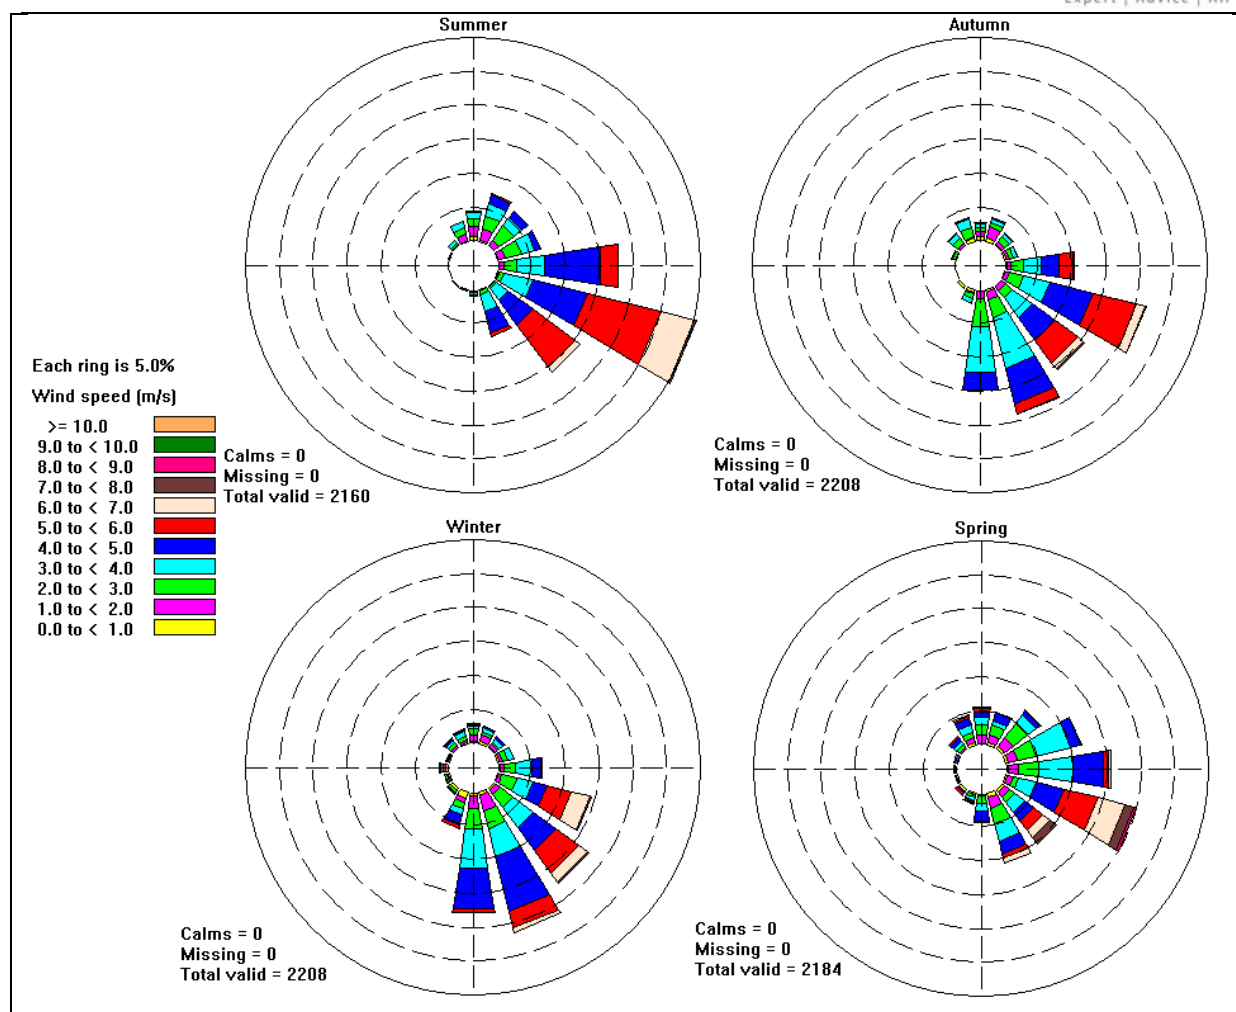 Expert | Advice | Air
Summer
Autumn
Each ring is 5.0%
Wind speed (m/s)
>= 10.0
9.0 to < 10.0
8.0 to < 9.0
7.0 to < 8.0
6.0 to < 7.0
5.0 to < 6.0
4.0 to < 5.0
3.0 to < 4.0
2.0 to < 3.0
1.0 to < 2.0
0.0 to < 1.0
Calms = 0
Missing = 0
Total valid = 2160
Calms = 0
Missing = 0
Total valid = 2208
Winter
Spring
Calms = 0
Missing = 0
Total valid = 2208
Calms = 0
Missing = 0
Total valid = 2184